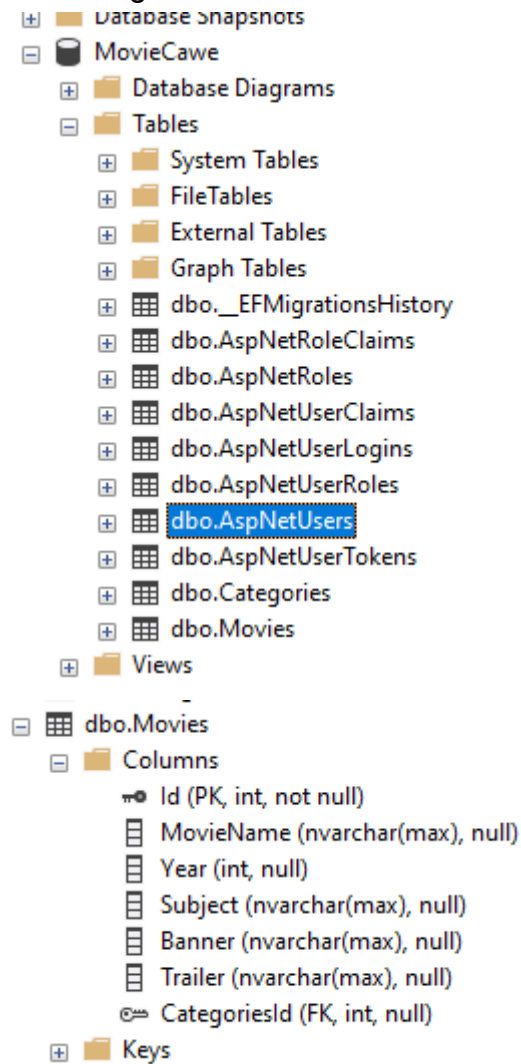 Database Snapshots
MovieCawe
Database Diagrams
Tables
System Tables
FileTables
External Tables
Graph Tables
dbo.__EFMigrationsHistory
dbo.AspNetRoleClaims
dbo.AspNetRoles
dbo.AspNetUserClaims
dbo.AspNetUserLogins
dbo.AspNetUserRoles
dbo.AspNetUsers
dbo.AspNetUserTokens
dbo.Categories
dbo.Movies
Views
dbo.Movies
Columns
Id (PK, int, not null)
MovieName (nvarchar(max), null)
Year (int, null)
Subject (nvarchar(max), null)
Banner (nvarchar(max), null)
Trailer (nvarchar(max), null)
CategoriesId (FK, int, null)
Keys